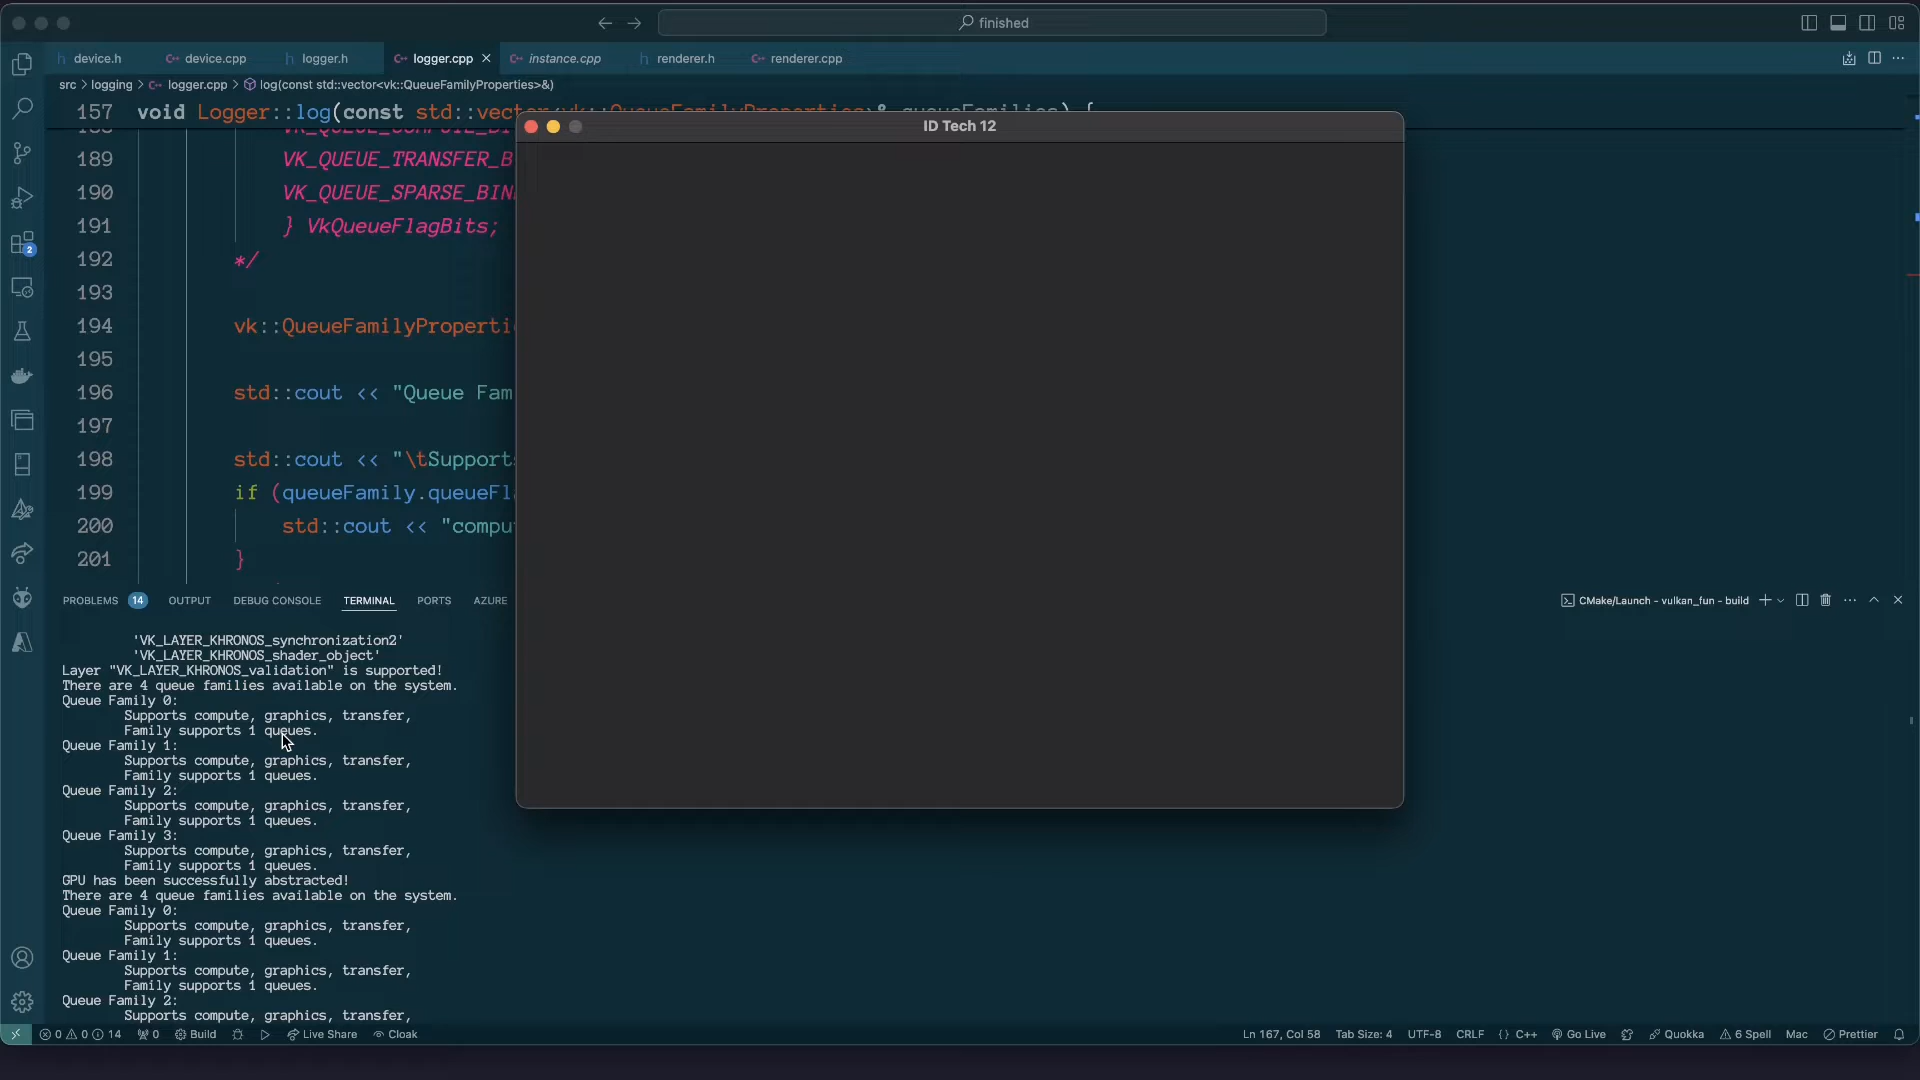 finished
device.h
device.cpp
logger.h
logger.cpp
instance.cpp
renderer.h
renderer.cpp
src > logging > logger.cpp > log(const std::vector<vk::QueueFamilyProperties>&)
157 void Logger::log(const std::vector<vk::QueueFamilyProperties>& queueFamilies) {
ID Tech 12
189 VK_QUEUE_TRANSFER_B
190 VK_QUEUE_SPARSE_BIN
191 } VkQueueFlagBits;
192 */
193
194 vk::QueueFamilyProperti
195
196 std::cout << "Queue Fam
197
198 std::cout << "\tSupports
199 if (queueFamily.queueFl
200 std::cout << "compu
201 }
PROBLEMS 14 OUTPUT DEBUG CONSOLE TERMINAL PORTS AZURE
CMake/Launch - vulkan_fun - build
2
'VK_LAYER_KHRONOS_synchronization2'
'VK_LAYER_KHRONOS_shader_object'
Layer "VK_LAYER_KHRONOS_validation" is supported!
There are 4 queue families available on the system.
Queue Family 0:
Supports compute, graphics, transfer,
Family supports 1 queues.
Queue Family 1:
Supports compute, graphics, transfer,
Family supports 1 queues.
Queue Family 2:
Supports compute, graphics, transfer,
Family supports 1 queues.
Queue Family 3:
Supports compute, graphics, transfer,
Family supports 1 queues.
GPU has been successfully abstracted!
There are 4 queue families available on the system.
Queue Family 0:
Supports compute, graphics, transfer,
Family supports 1 queues.
Queue Family 1:
Supports compute, graphics, transfer,
Family supports 1 queues.
Queue Family 2:
Supports compute, graphics, transfer,
0 0 14 0 Build Live Share Cloak Ln 167, Col 58 Tab Size: 4 UTF-8 CRLF {} C++ Go Live Quokka 6 Spell Mac Prettier